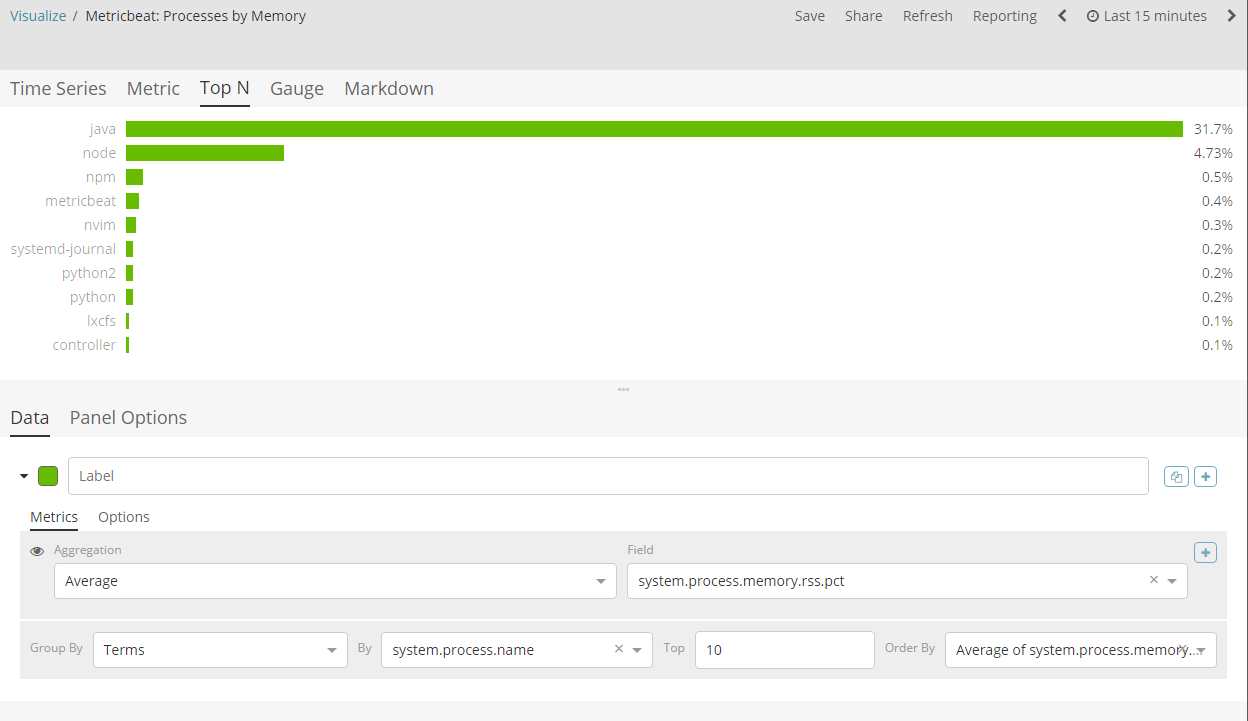 Visualize / Metricbeat: Processes by Memory Save Share Refresh Reporting Last 15 minutes
Time Series Metric Top N Gauge Markdown
java 31.7%
node 4.73%
npm 0.5%
metricbeat 0.4%
nvim 0.3%
systemd-journal 0.2%
python2 0.2%
python 0.2%
lxcfs 0.1%
controller 0.1%
Data Panel Options
Label
Metrics Options
Aggregation Field
Average system.process.memory.rss.pct
Group By Terms By system.process.name Top 10 Order By Average of system.process.memory...